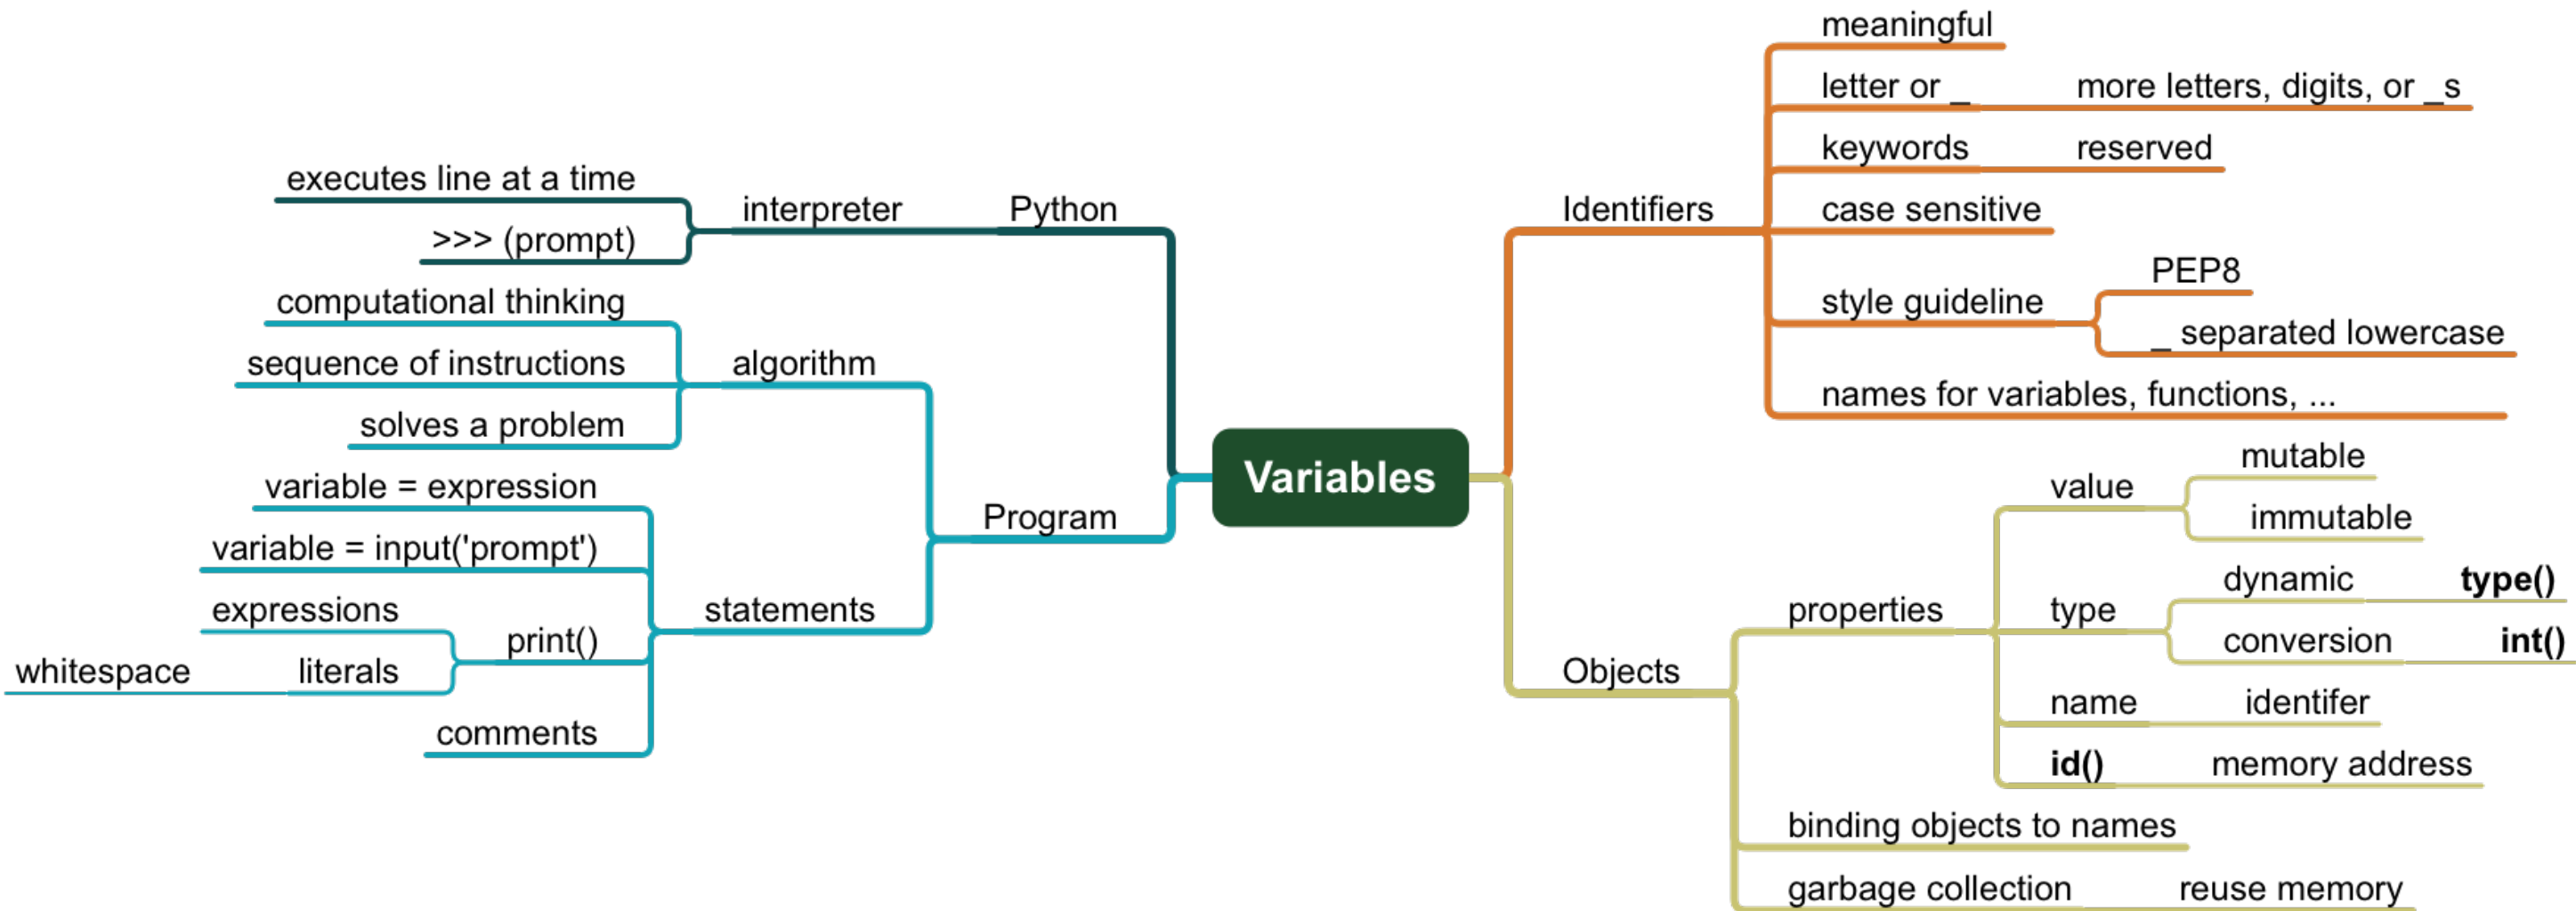 meaningful
letter or _ more letters, digits, or _s
keywords reserved
executes line at a time
interpreter Python
Identifiers
case sensitive
>>> (prompt)
PEP8
computational thinking
style guideline
_ separated lowercase
sequence of instructions
algorithm
names for variables, functions, ...
solves a problem
mutable
Variables
variable = expression
value
immutable
Program
variable = input('prompt')
dynamic type()
expressions
statements
properties
type
print()
conversion int()
whitespace literals
Objects
name identifer
comments
id() memory address
binding objects to names
garbage collection reuse memory